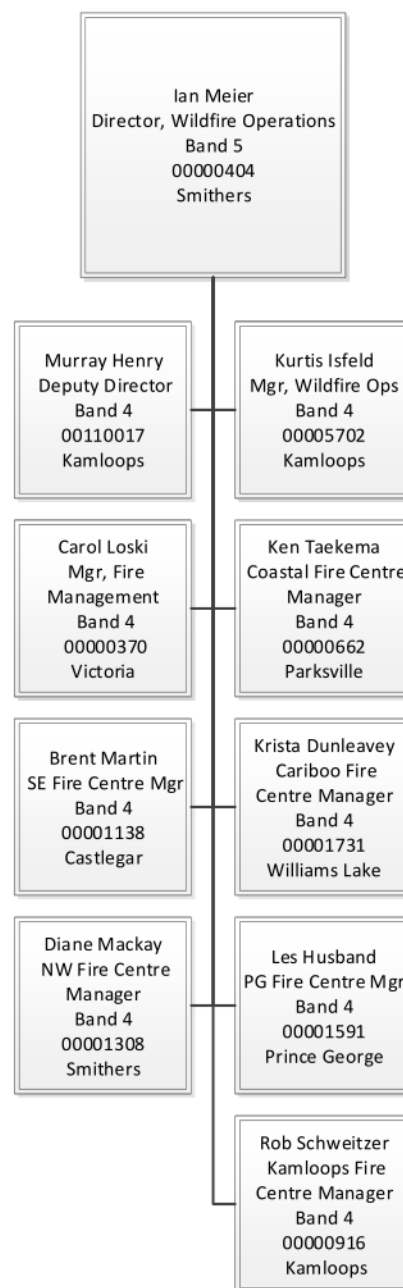 Ian Meier
Director, Wildfire Operations
Band 5
00000404
Smithers
Murray Henry
Deputy Director
Band 4
00110017
Kamloops
Kurtis Isfeld
Mgr, Wildfire Ops
Band 4
00005702
Kamloops
Carol Loski
Mgr, Fire
Management
Band 4
00000370
Victoria
Ken Taekema
Coastal Fire Centre
Manager
Band 4
00000662
Parksville
Brent Martin
SE Fire Centre Mgr
Band 4
00001138
Castlegar
Krista Dunleavey
Cariboo Fire
Centre Manager
Band 4
00001731
Williams Lake
Diane Mackay
NW Fire Centre
Manager
Band 4
00001308
Smithers
Les Husband
PG Fire Centre Mgr
Band 4
00001591
Prince George
Rob Schweitzer
Kamloops Fire
Centre Manager
Band 4
00000916
Kamloops